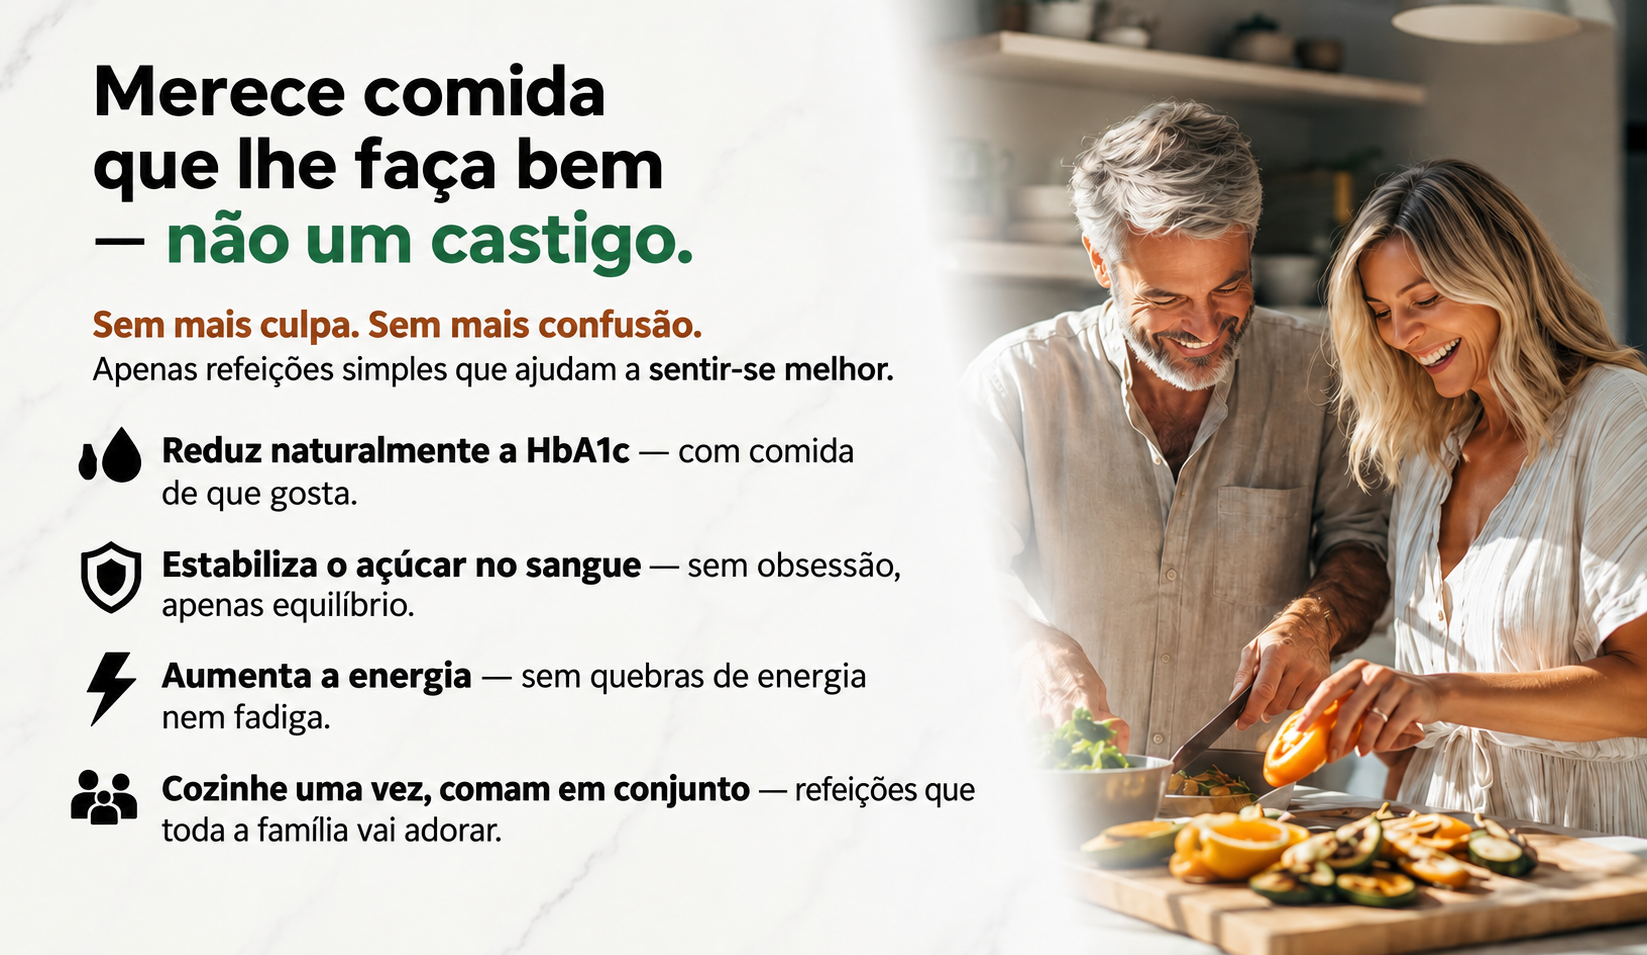 Merece comida
que lhe faça bem
— não um castigo.
Sem mais culpa. Sem mais confusão.
Apenas refeições simples que ajudam a sentir-se melhor.
Reduz naturalmente a HbA1c — com comida
de que gosta.
Estabiliza o açúcar no sangue — sem obsessão,
apenas equilíbrio.
Aumenta a energia — sem quebras de energia
nem fadiga.
Cozinhe uma vez, comam em conjunto — refeições que
toda a família vai adorar.